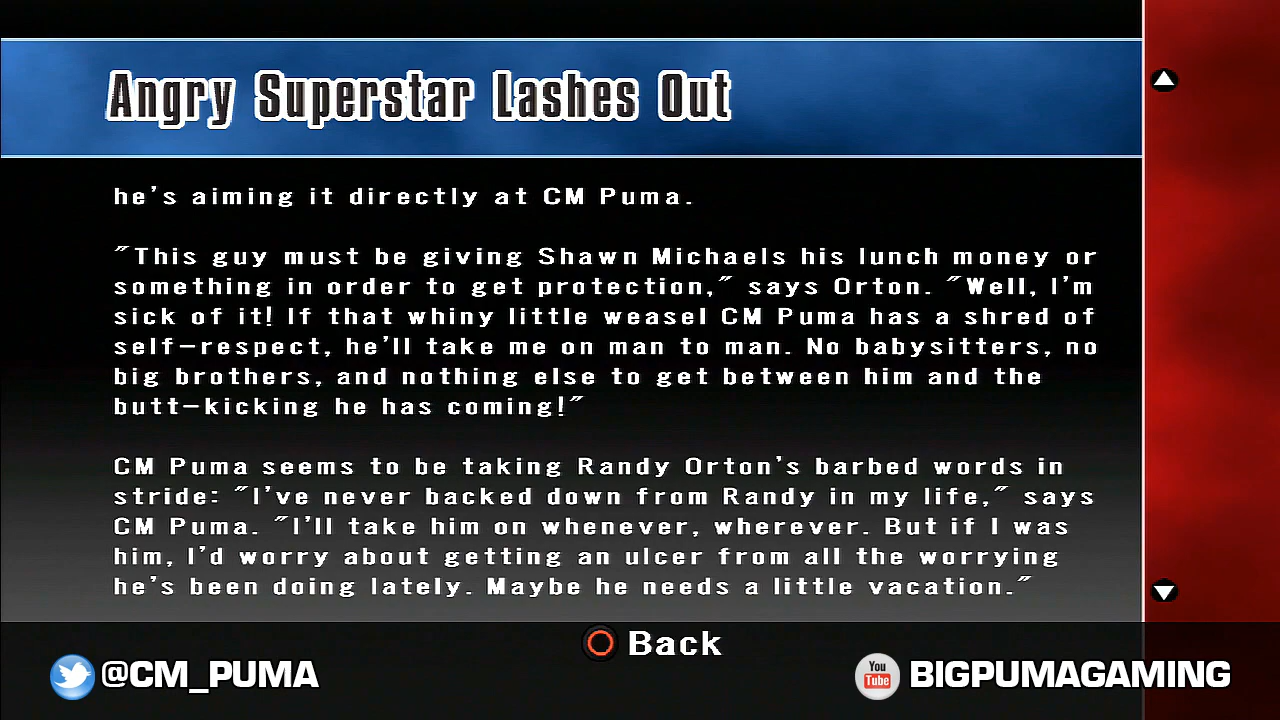 Angry Superstar Lashes Out
he's aiming it directly at CM Puma.
"This guy must be giving Shawn Michaels his lunch money or
something in order to get protection," says Orton. "Well, I'm
sick of it! If that whiny little weasel CM Puma has a shred of
self-respect, he'll take me on man to man. No babysitters, no
big brothers, and nothing else to get between him and the
butt-kicking he has coming!"
CM Puma seems to be taking Randy Orton's barbed words in
stride: "I've never backed down from Randy in my life," says
CM Puma. "I'll take him on whenever, wherever. But if I was
him, I'd worry about getting an ulcer from all the worrying
he's been doing lately. Maybe he needs a little vacation."
Back
@CM_PUMA
You Tube BIGPUMAGAMING